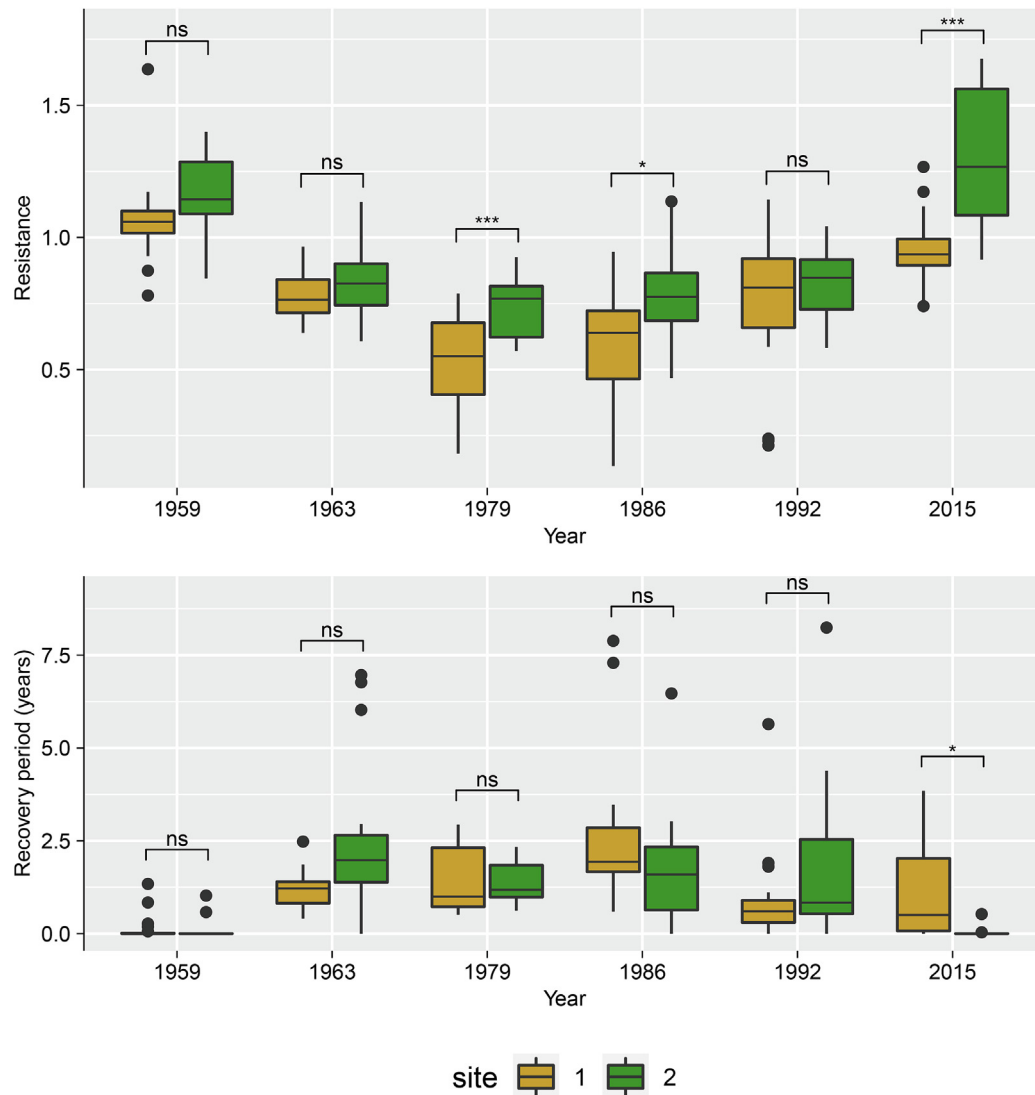 ns
ns
***
*
ns
***
Resistance
1.5
1.0
0.5
1959 1963 1979 1986 1992 2015
Year
ns
ns
ns
ns
ns
*
Recovery period (years)
7.5
5.0
2.5
0.0
1959 1963 1979 1986 1992 2015
Year
site 1 2